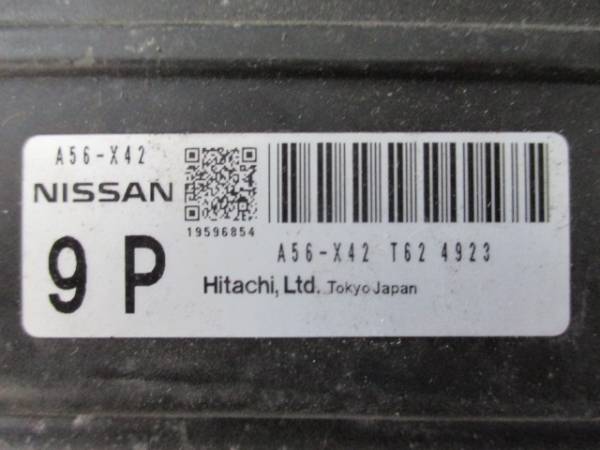 A56-X42
NISSAN
19596854
9 P
A56-X42 T62 4923
Hitachi, Ltd. Tokyo Japan